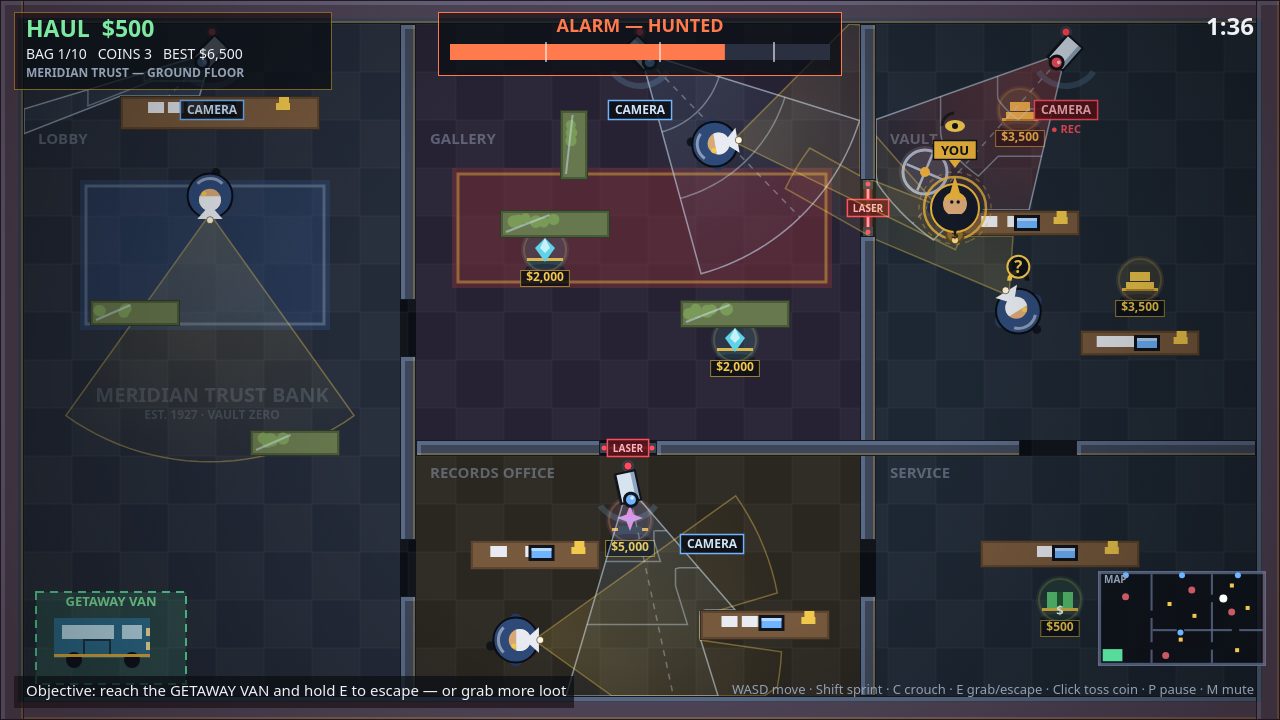 HAUL $500
BAG 1/10 COINS 3 BEST $6,500
MERIDIAN TRUST — GROUND FLOOR
ALARM — HUNTED
1:36
CAMERA
CAMERA
CAMERA
• REC
$3,500
LOBBY
GALLERY
VAULT
YOU
LASER
?
$2,000
$3,500
$2,000
MERIDIAN TRUST BANK
EST. 1927 · VAULT ZERO
LASER
RECORDS OFFICE
SERVICE
$5,000
CAMERA
MAP
GETAWAY VAN
$
$500
Objective: reach the GETAWAY VAN and hold E to escape — or grab more loot
WASD move · Shift sprint · C crouch · E grab/escape · Click toss coin · P pause · M mute